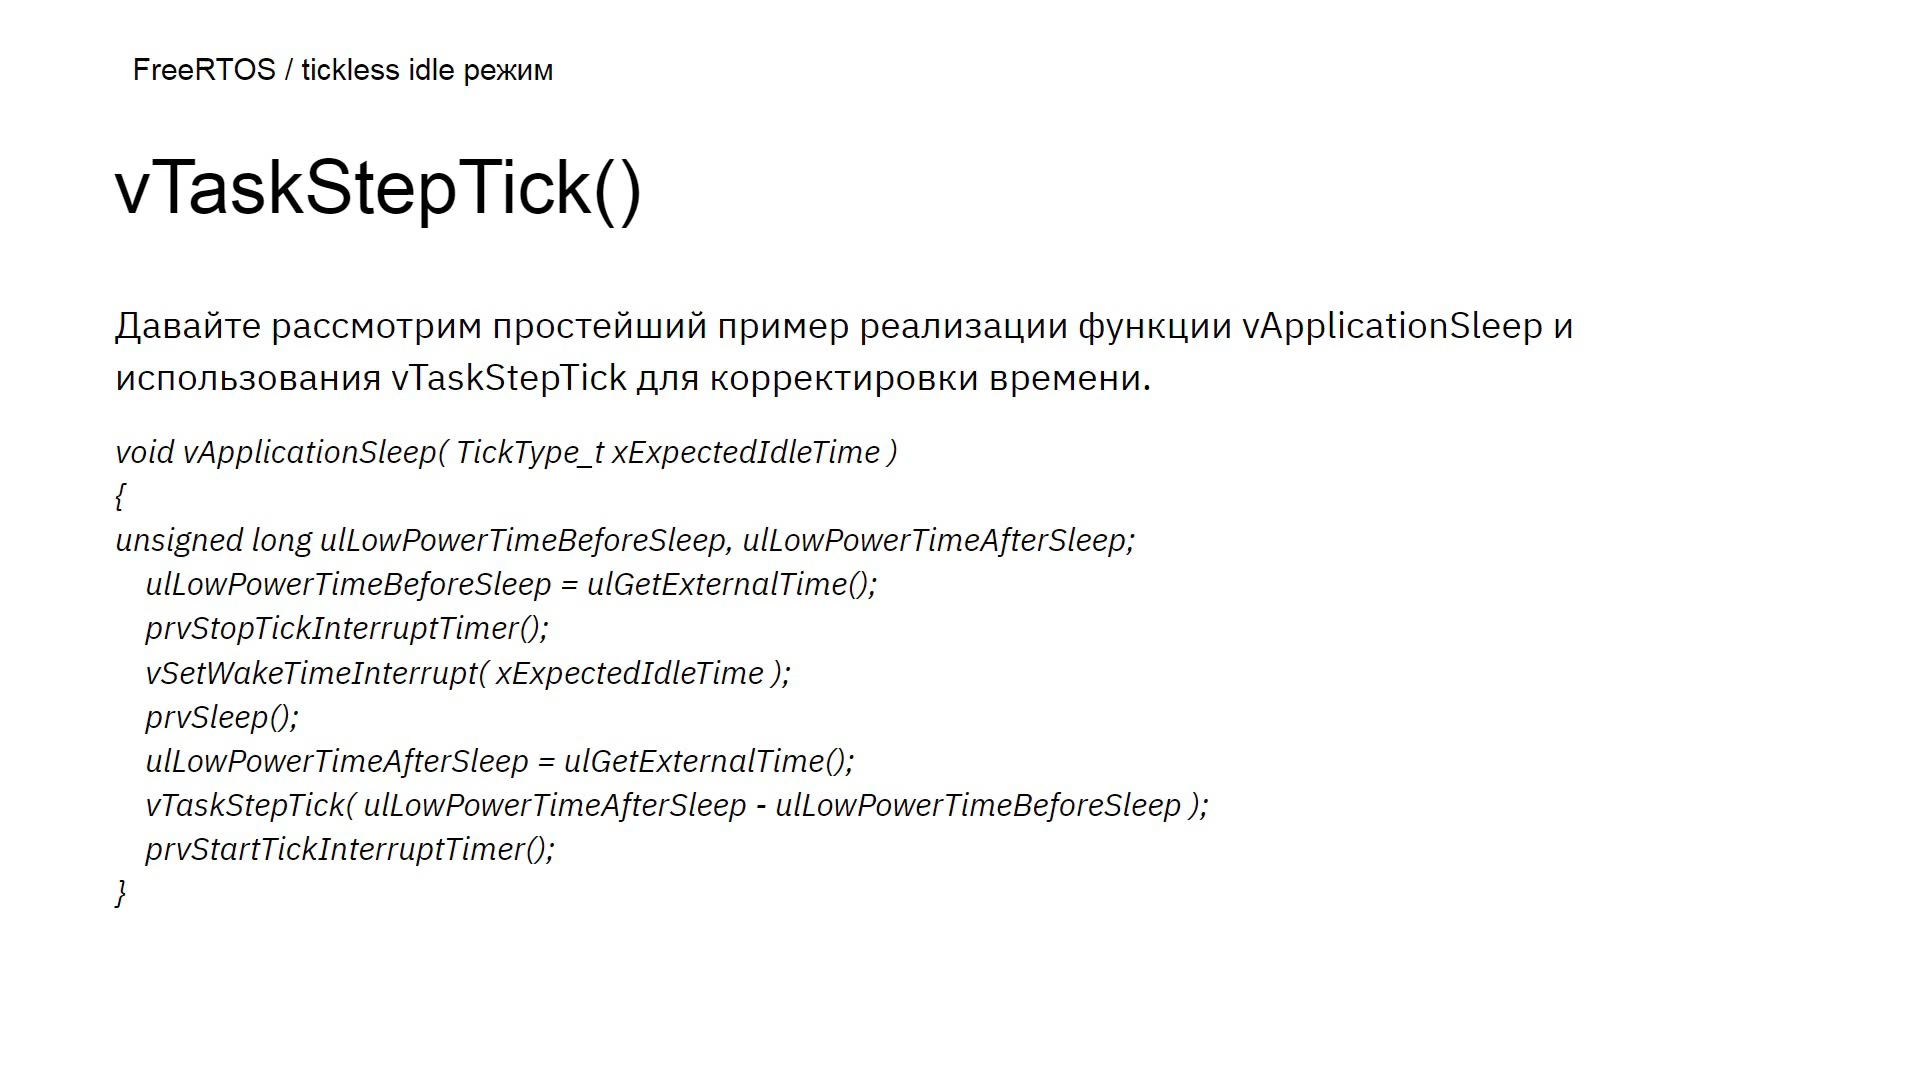 FreeRTOS / tickless idle режим
vTaskStepTick()
Давайте рассмотрим простейший пример реализации функции vApplicationSleep и
использования vTaskStepTick для корректировки времени.
void vApplicationSleep( TickType_t xExpectedIdleTime )
{
unsigned long ulLowPowerTimeBeforeSleep, ulLowPowerTimeAfterSleep;
ulLowPowerTimeBeforeSleep = ulGetExternalTime();
prvStopTickInterruptTimer();
vSetWakeTimeInterrupt( xExpectedIdleTime );
prvSleep();
ulLowPowerTimeAfterSleep = ulGetExternalTime();
vTaskStepTick( ulLowPowerTimeAfterSleep - ulLowPowerTimeBeforeSleep );
prvStartTickInterruptTimer();
}